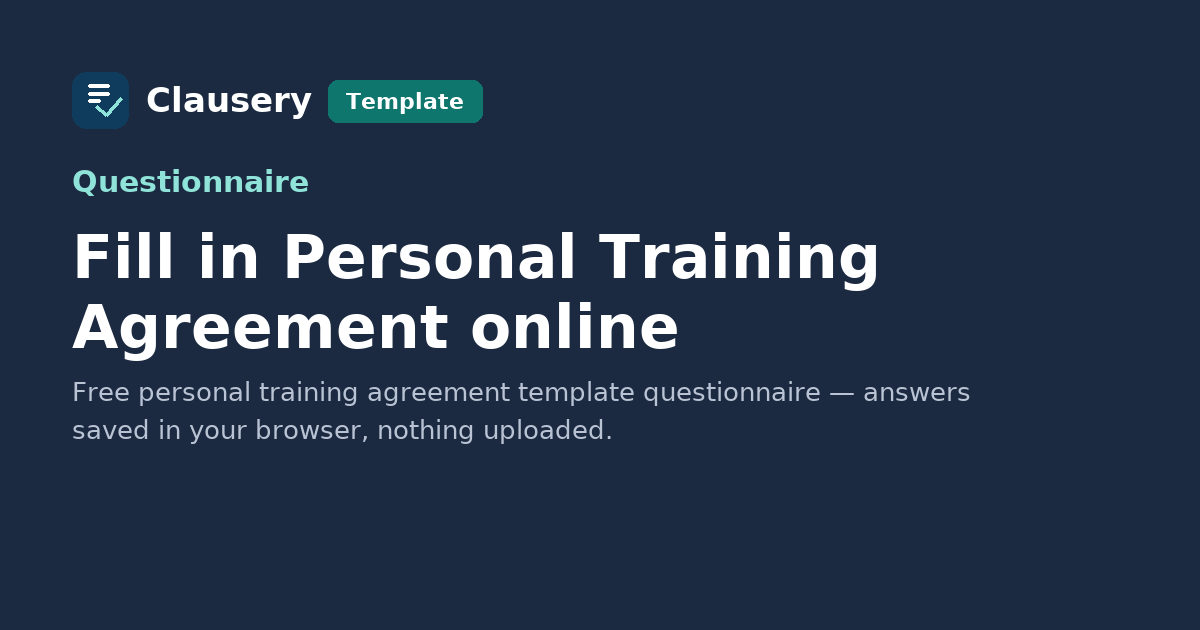 Clausery Template
Questionnaire
Fill in Personal Training
Agreement online
Free personal training agreement template questionnaire — answers
saved in your browser, nothing uploaded.